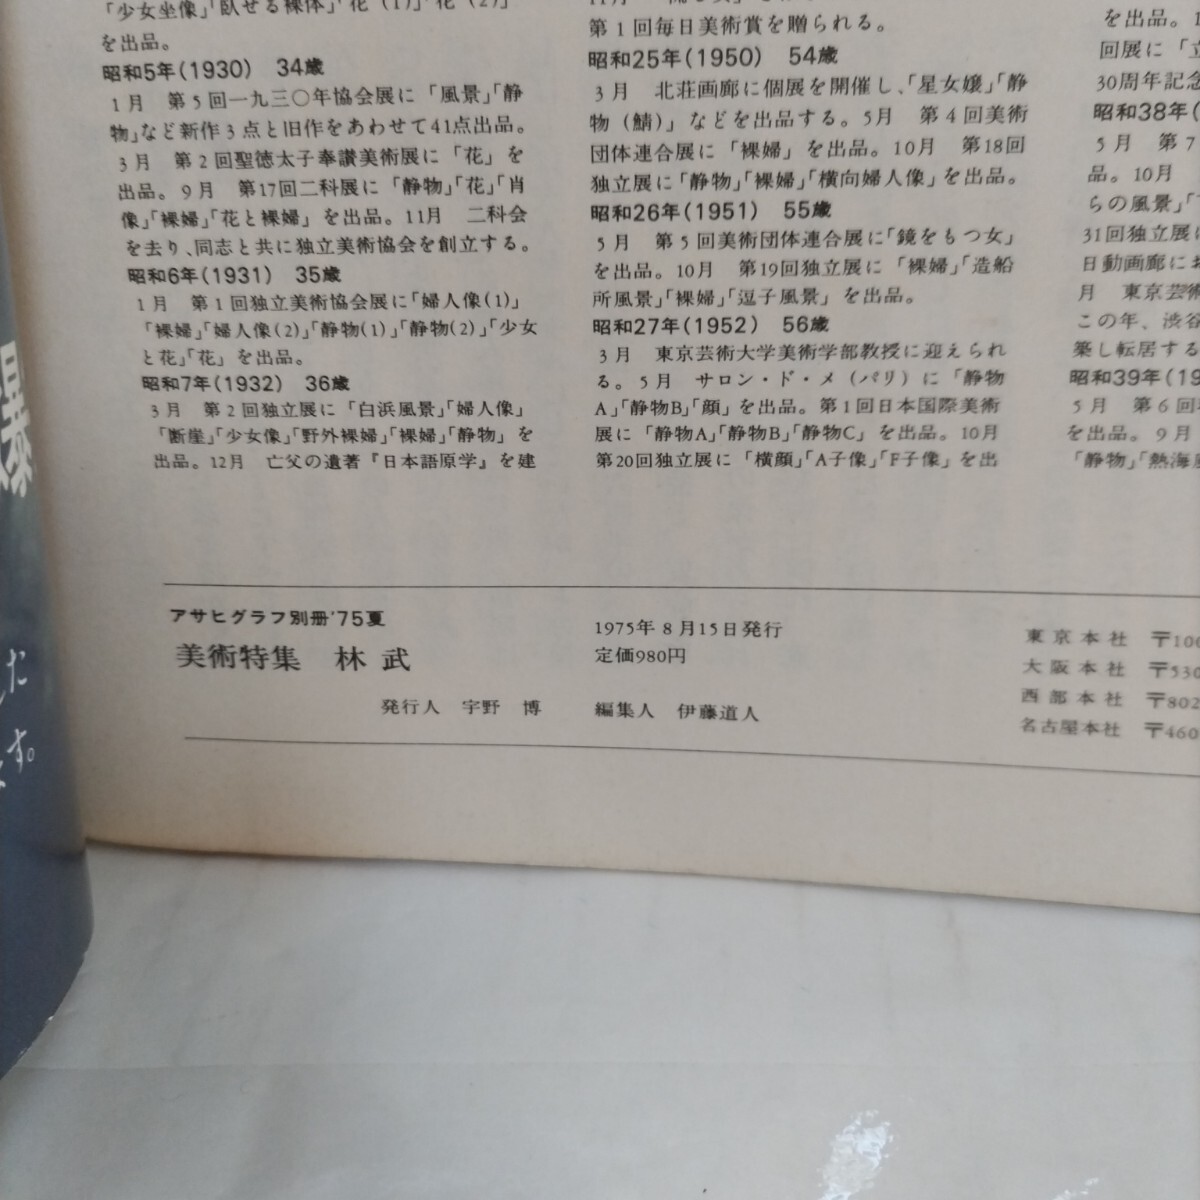 「少女坐像」「臥せる裸体」「花（1）」「花（2）」
を出品。
昭和5年(1930)　34歳
1月　第5回一九三〇年協会展に「風景」「静
物」など新作3点と旧作をあわせて41点出品。
3月　第2回聖徳太子奉讃美術展に「花」を
出品。9月　第17回二科展に「静物」「花」「肖
像」「裸婦」「花と裸婦」を出品。11月　二科会
を去り、同志と共に独立美術協会を創立する。
昭和6年(1931)　35歳
1月　第1回独立美術協会展に「婦人像(1)」
「裸婦」「婦人像(2)」「静物(1)」「静物(2)」「少女
と花」「花」を出品。
昭和7年(1932)　36歳
3月　第2回独立展に「白浜風景」「婦人像」
「断崖」「少女像」「野外裸婦」「裸婦」「静物」を
出品。12月　亡父の遺著『日本語原学』を建
第1回毎日美術賞を贈られる。
昭和25年(1950)　54歳
3月　北荘画廊に個展を開催し、「星女嬢」「静
物（鯖）」などを出品する。5月　第4回美術
団体連合展に「裸婦」を出品。10月　第18回
独立展に「静物」「裸婦」「横向婦人像」を出品。
昭和26年(1951)　55歳
5月　第5回美術団体連合展に「鏡をもつ女」
を出品。10月　第19回独立展に「裸婦」「造船
所風景」「裸婦」「逗子風景」を出品。
昭和27年(1952)　56歳
3月　東京芸術大学美術学部教授に迎えられ
る。5月　サロン・ド・メ（パリ）に「静物
A」「静物B」「顔」を出品。第1回日本国際美術
展に「静物A」「静物B」「静物C」を出品。10月
第20回独立展に「横顔」「A子像」「F子像」を出
を出品。1
回展に「立
30周年記念
昭和38年(
5月　第7
品。10月
らの風景」「
31回独立展に
日動画廊にお
月　東京芸術
この年、渋谷
築し転居する
昭和39年(19
5月　第6回
を出品。9月
「静物」「熱海
アサヒグラフ別冊'75夏
美術特集　林 武
発行人　宇野　博
1975年8月15日発行
定価980円
編集人　伊藤道人
東京本社　〒100
大阪本社　〒530
西部本社　〒802
名古屋本社　〒460
た
す。